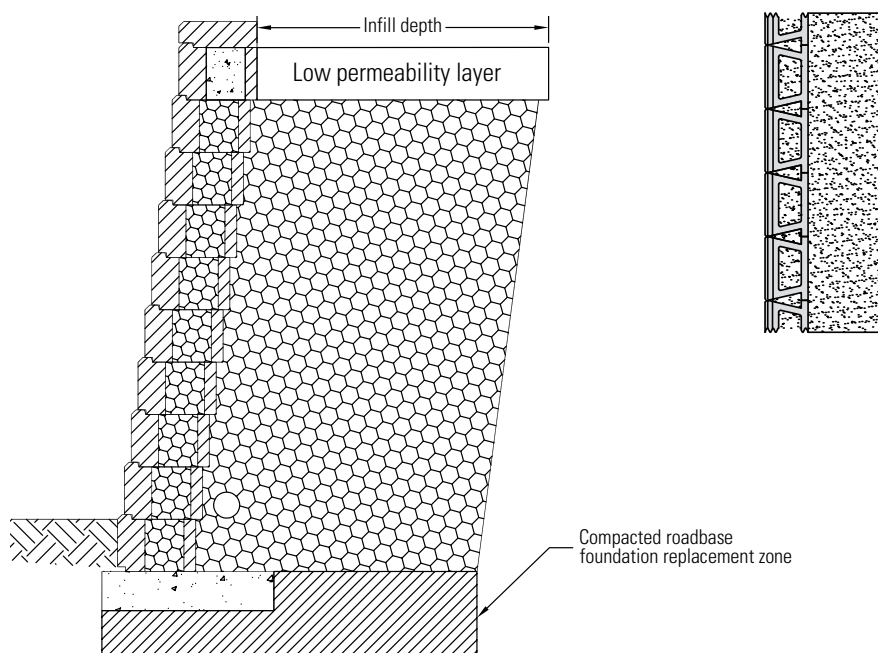 Infill depth
Low permeability layer
Compacted roadbase
foundation replacement zone